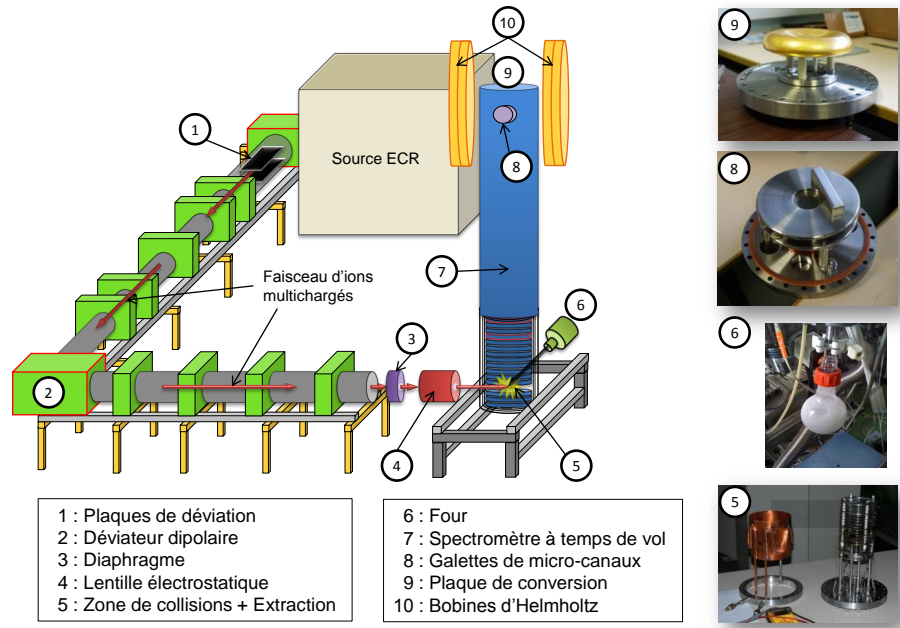 10
9
1
Source ECR
8
7
Faisceau d'ions
multichargés
6
3
2
4
5
1 : Plaques de déviation
2 : Déviateur dipolaire
3 : Diaphragme
4 : Lentille électrostatique
5 : Zone de collisions + Extraction
6 : Four
7 : Spectromètre à temps de vol
8 : Galettes de micro-canaux
9 : Plaque de conversion
10 : Bobines d'Helmholtz
9
8
6
5